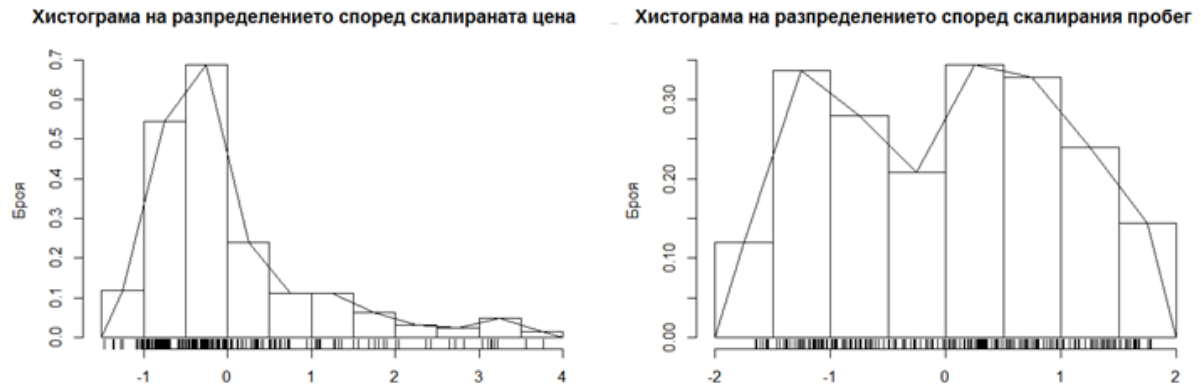 Хистограма на разпределението според скалираната цена
Броя
0.0 0.1 0.2 0.3 0.4 0.5 0.6 0.7
-1 0 1 2 3 4
Хистограма на разпределението според скалирания пробег
Броя
0.00 0.10 0.20 0.30
-2 -1 0 1 2